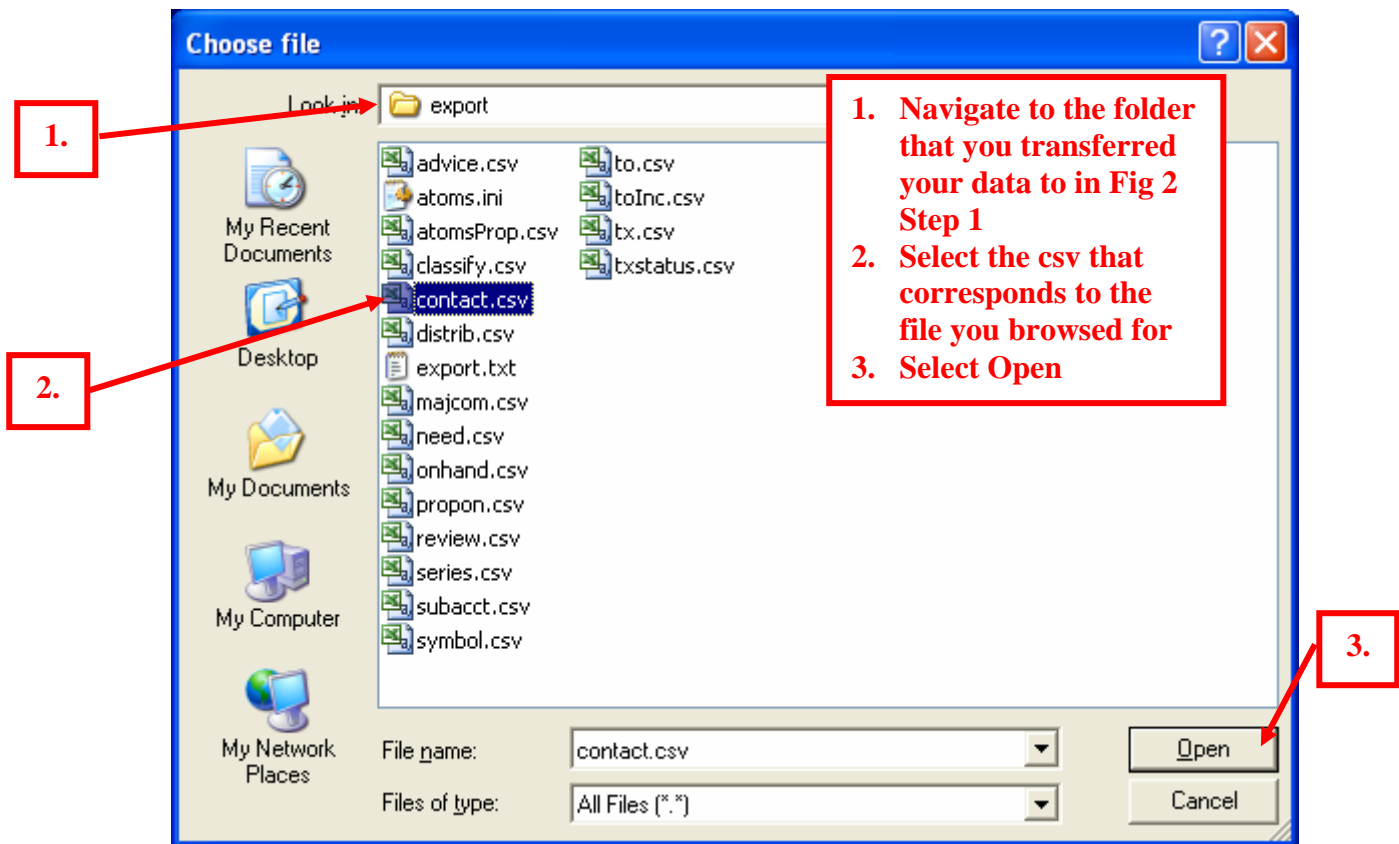 Choose file
Look in:
export
1.
1. Navigate to the folder
that you transferred
your data to in Fig 2
Step 1
2. Select the csv that
corresponds to the
file you browsed for
3. Select Open
My Recent
Documents
Desktop
My Documents
My Computer
My Network
Places
2.
advice.csv
atoms.ini
atomsProp.csv
classify.csv
contact.csv
distrib.csv
export.txt
majcom.csv
need.csv
onhand.csv
propon.csv
review.csv
series.csv
subacct.csv
symbol.csv
to.csv
toInc.csv
tx.csv
txstatus.csv
3.
File name:
contact.csv
Open
Files of type:
All Files (*.*)
Cancel